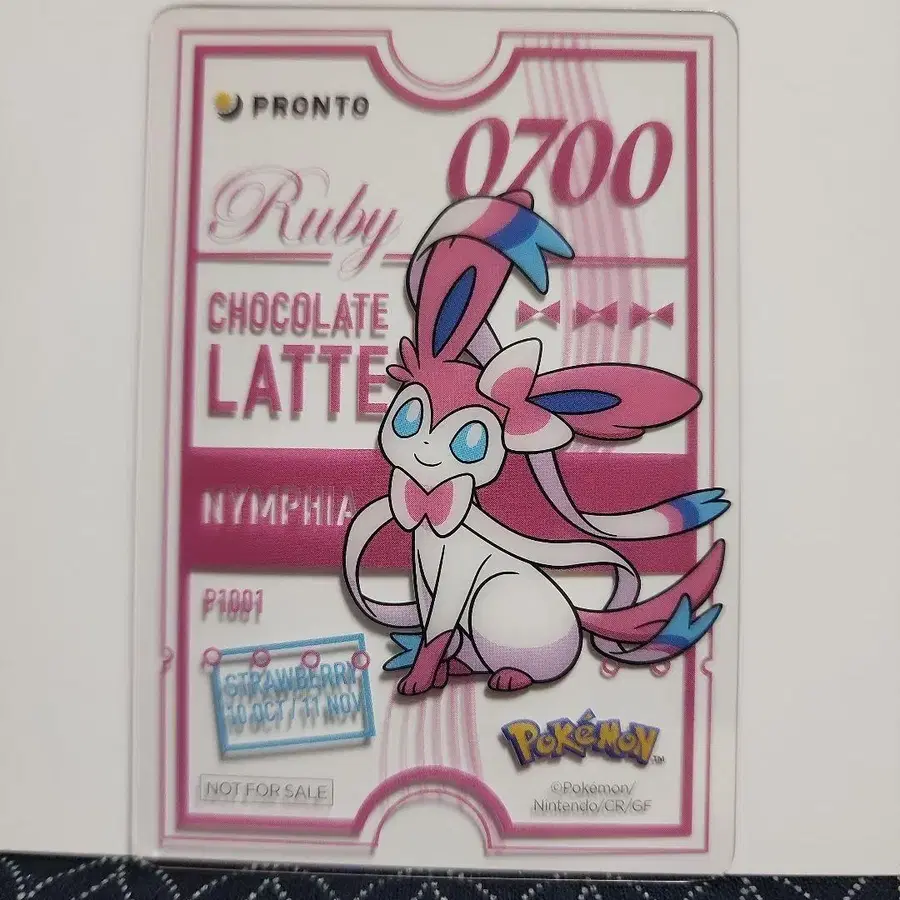 PRONTO
0700
Ruby
CHOCOLATE
LATTE
NYMPHIA
P1001
STRAWBERRY
10 OCT / 11 NOV
NOT FOR SALE
Pokémon TM
©Pokémon/
Nintendo/CR/GF